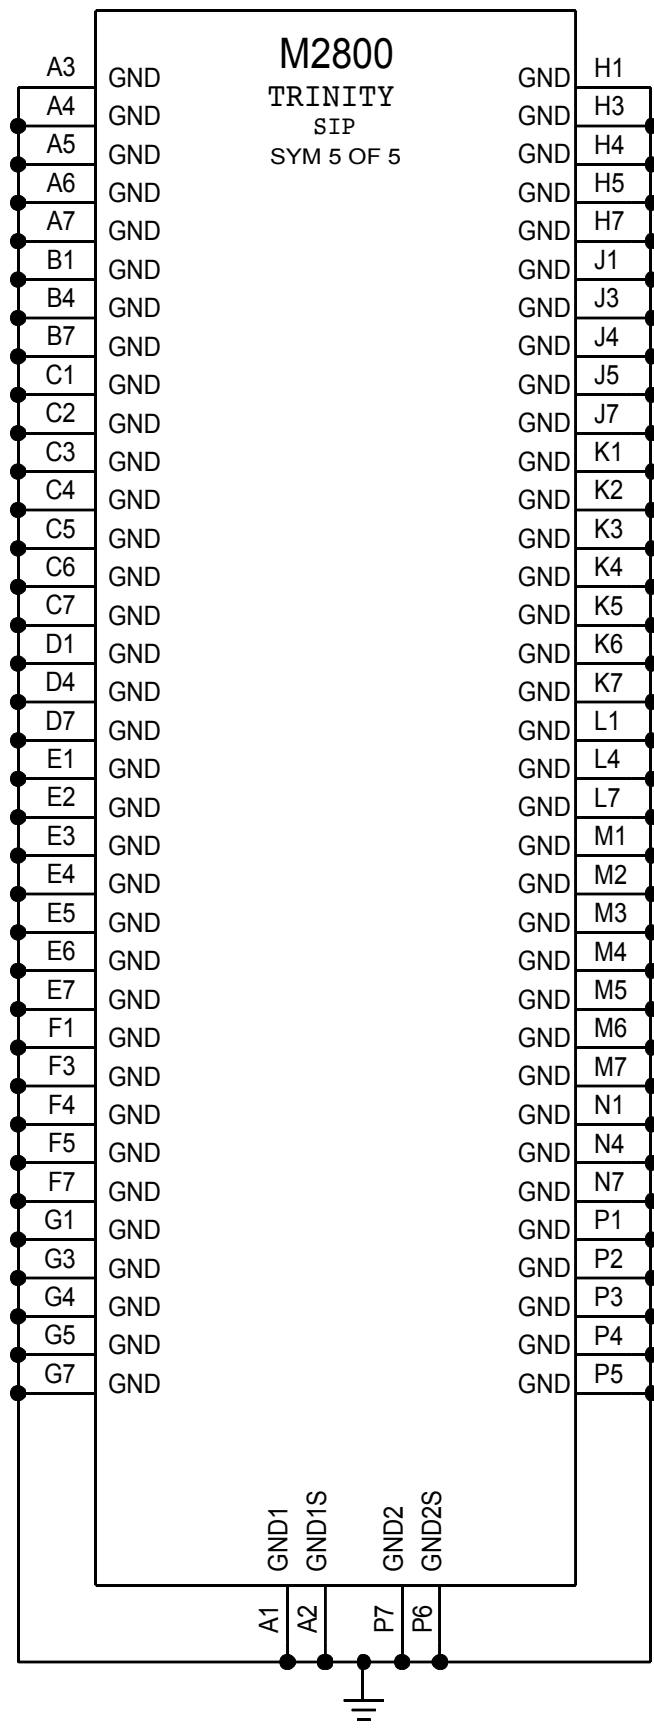 M2800
TRINITY
SIP
SYM 5 OF 5
A3 GND GND H1
A4 GND GND H3
A5 GND GND H4
A6 GND GND H5
A7 GND GND H7
B1 GND GND J1
B4 GND GND J3
B7 GND GND J4
C1 GND GND J5
C2 GND GND J7
C3 GND GND K1
C4 GND GND K2
C5 GND GND K3
C6 GND GND K4
C7 GND GND K5
D1 GND GND K6
D4 GND GND K7
D7 GND GND L1
E1 GND GND L4
E2 GND GND L7
E3 GND GND M1
E4 GND GND M2
E5 GND GND M3
E6 GND GND M4
E7 GND GND M5
F1 GND GND M6
F3 GND GND M7
F4 GND GND N1
F5 GND GND N4
F7 GND GND N7
G1 GND GND P1
G3 GND GND P2
G4 GND GND P3
G5 GND GND P4
G7 GND GND P5
GND1 GND1S GND2 GND2S
A1 A2 P7 P6